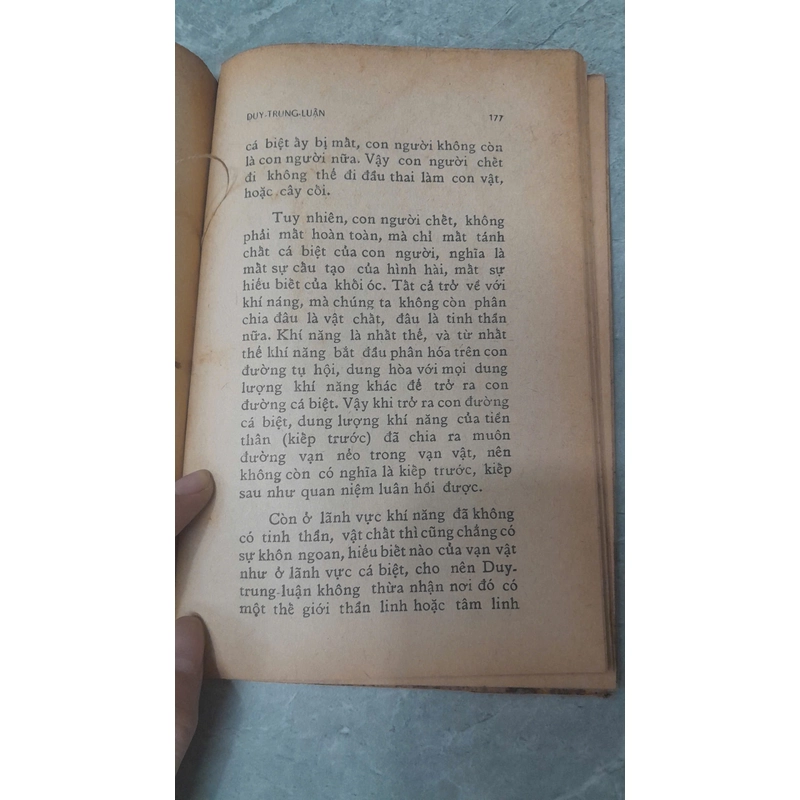 DUY-TRUNG-LUẬN 177
cá biệt ấy bị mất, con người không còn
là con người nữa. Vậy con người chết
đi không thể đi đầu thai làm con vật,
hoặc cây cối.
Tuy nhiên, con người chết, không
phải mất hoàn toàn, mà chỉ mất tánh
chất cá biệt của con người, nghĩa là
mất sự cấu tạo của hình hài, mất sự
hiểu biết của khối óc. Tất cả trở về với
khí náng, mà chúng ta không còn phân
chia đâu là vật chất, đâu là tinh thần
nữa. Khí năng là nhất thể, và từ nhất
thể khí năng bắt đầu phân hóa trên con
đường tụ hội, dung hòa với mọi dung
lượng khí năng khác để trở ra con
đường cá biệt. Vậy khi trở ra con đường
cá biệt, dung lượng khí năng của tiền
thân (kiếp trước) đã chia ra muôn
đường vạn nẻo trong vạn vật, nên
không còn có nghĩa là kiếp trước, kiếp
sau như quan niệm luân hồi được.
Còn ở lãnh vực khí năng đã không
có tinh thần, vật chất thì cũng chẳng có
sự khôn ngoan, hiểu biết nào của vạn vật
như ở lãnh vực cá biệt, cho nên Duy-
trung-luận không thừa nhận nơi đó có
một thế giới thần linh hoặc tâm linh